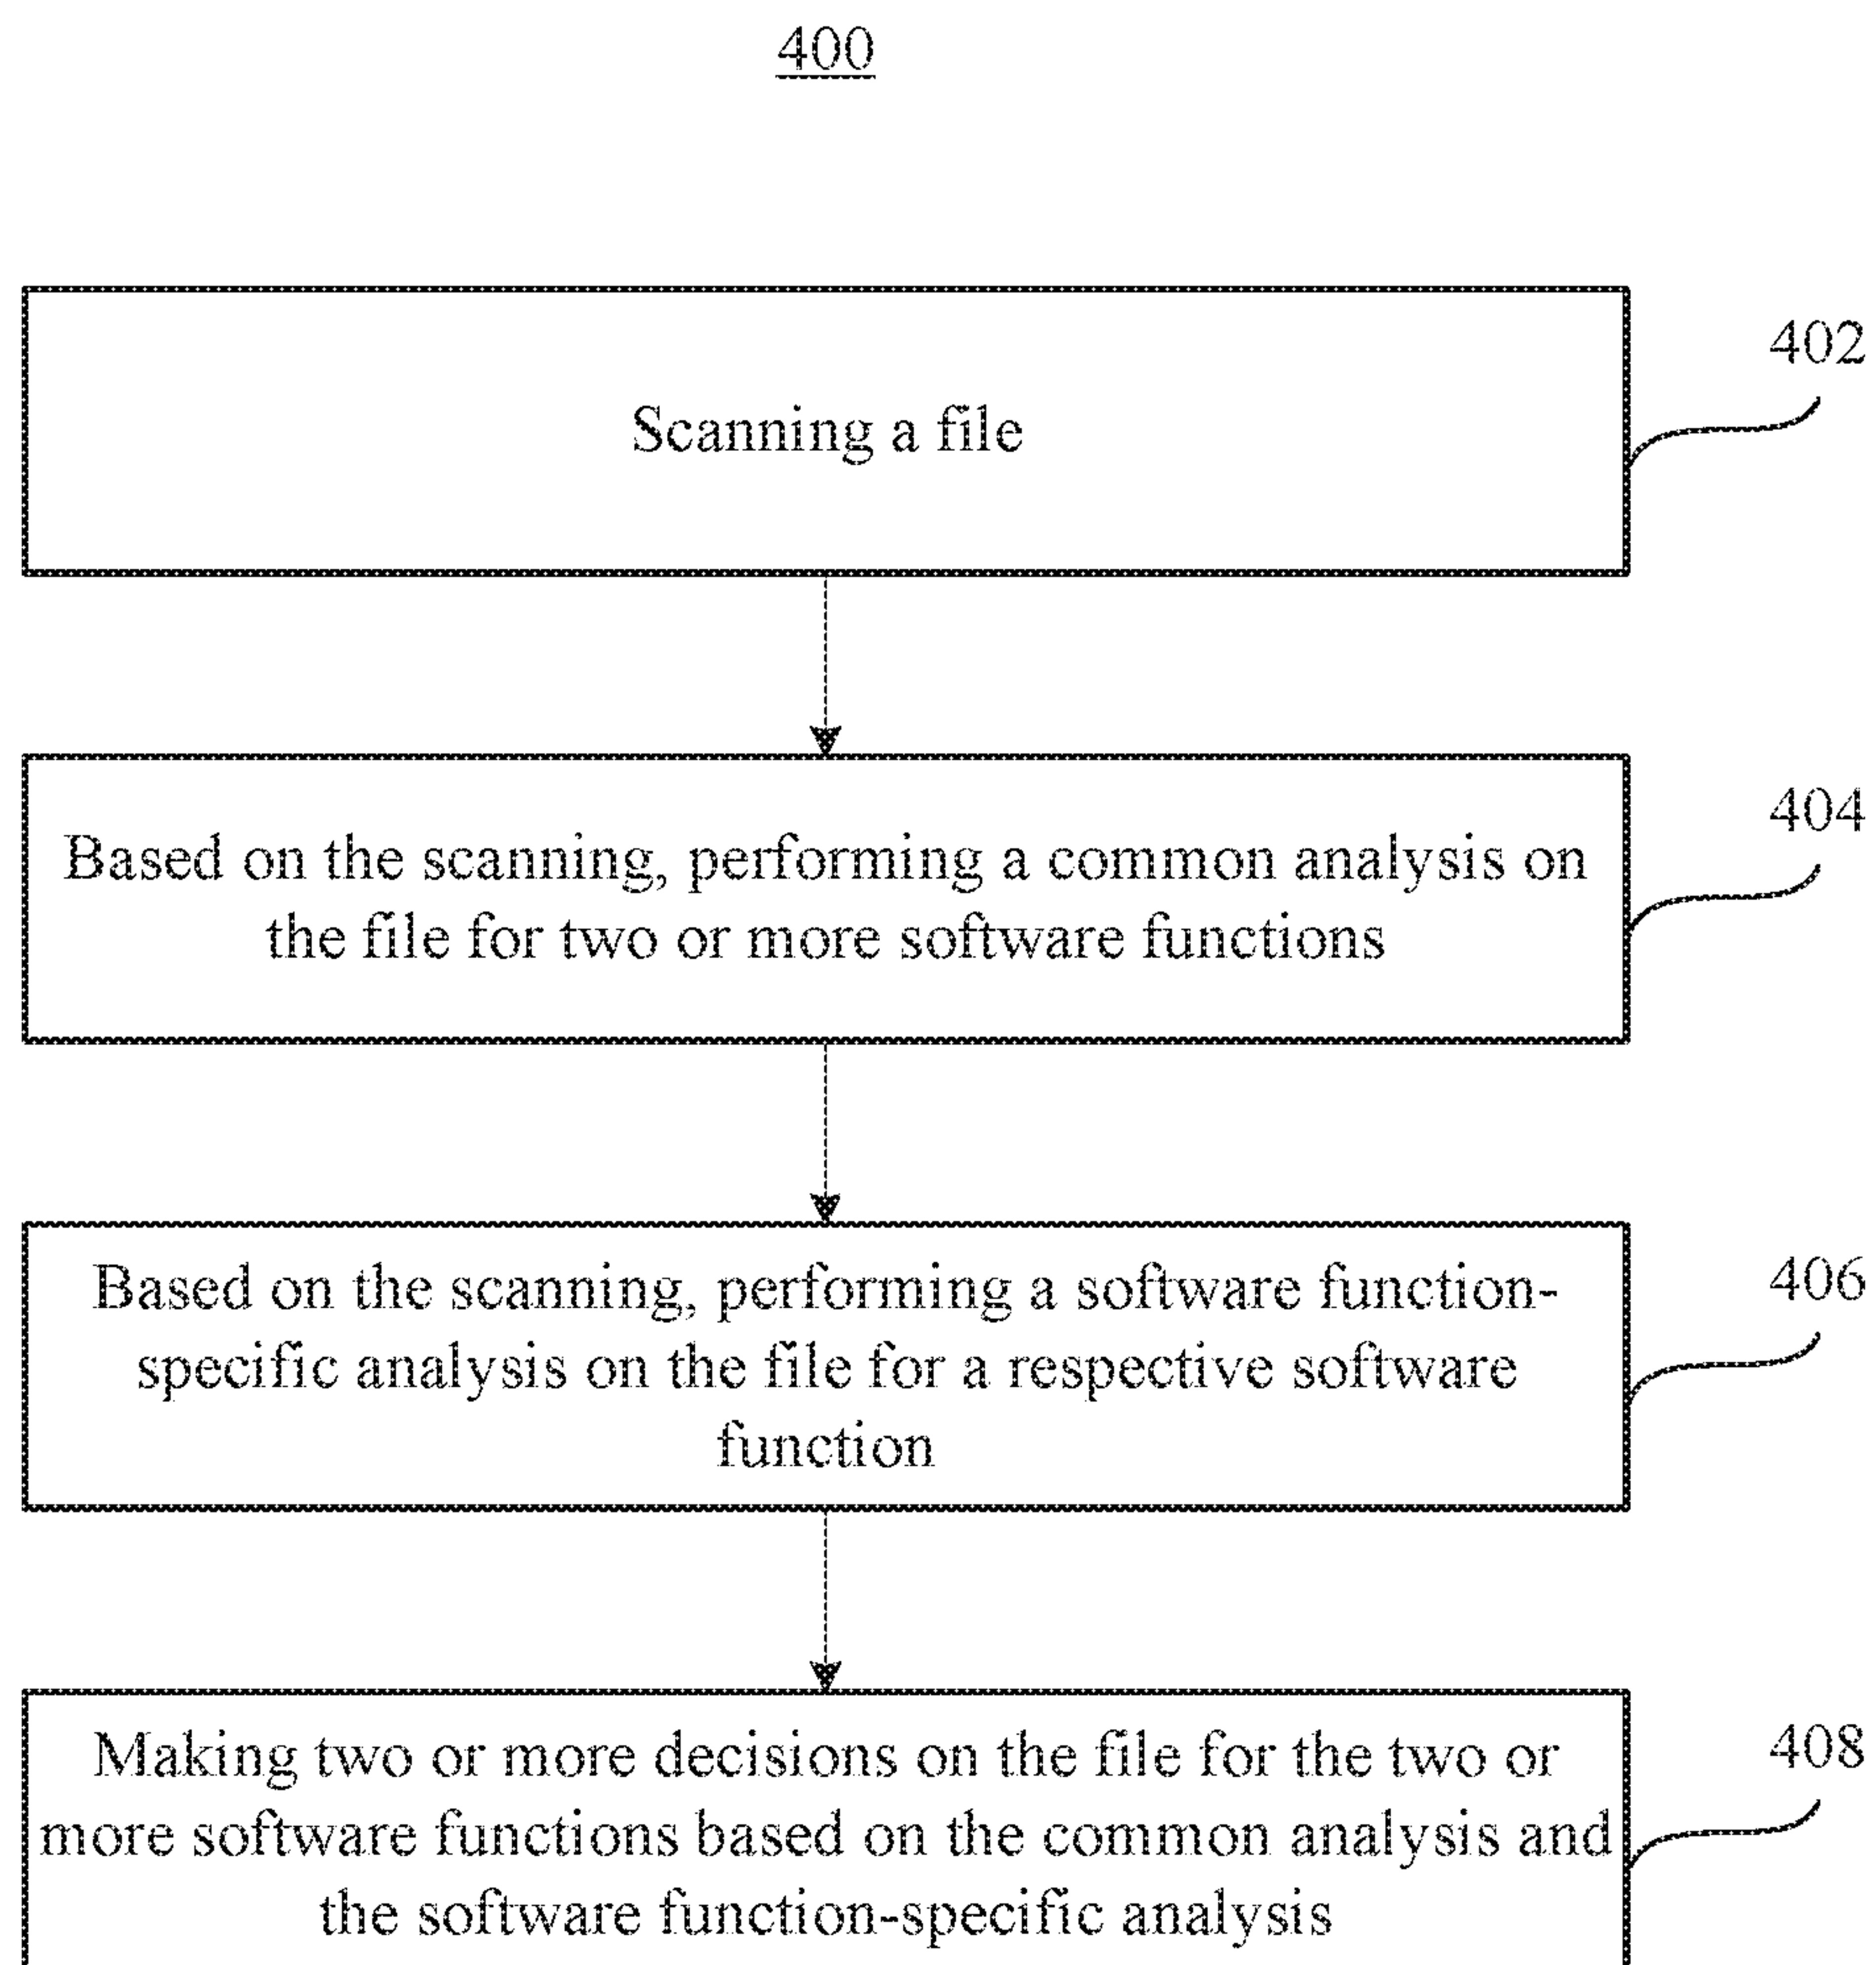 400
402
Scanning a file
404
Based on the scanning, performing a common analysis on
the file for two or more software functions
406
Based on the scanning, performing a software function-
specific analysis on the file for a respective software
function
408
Making two or more decisions on the file for the two or
more software functions based on the common analysis and
the software function-specific analysis